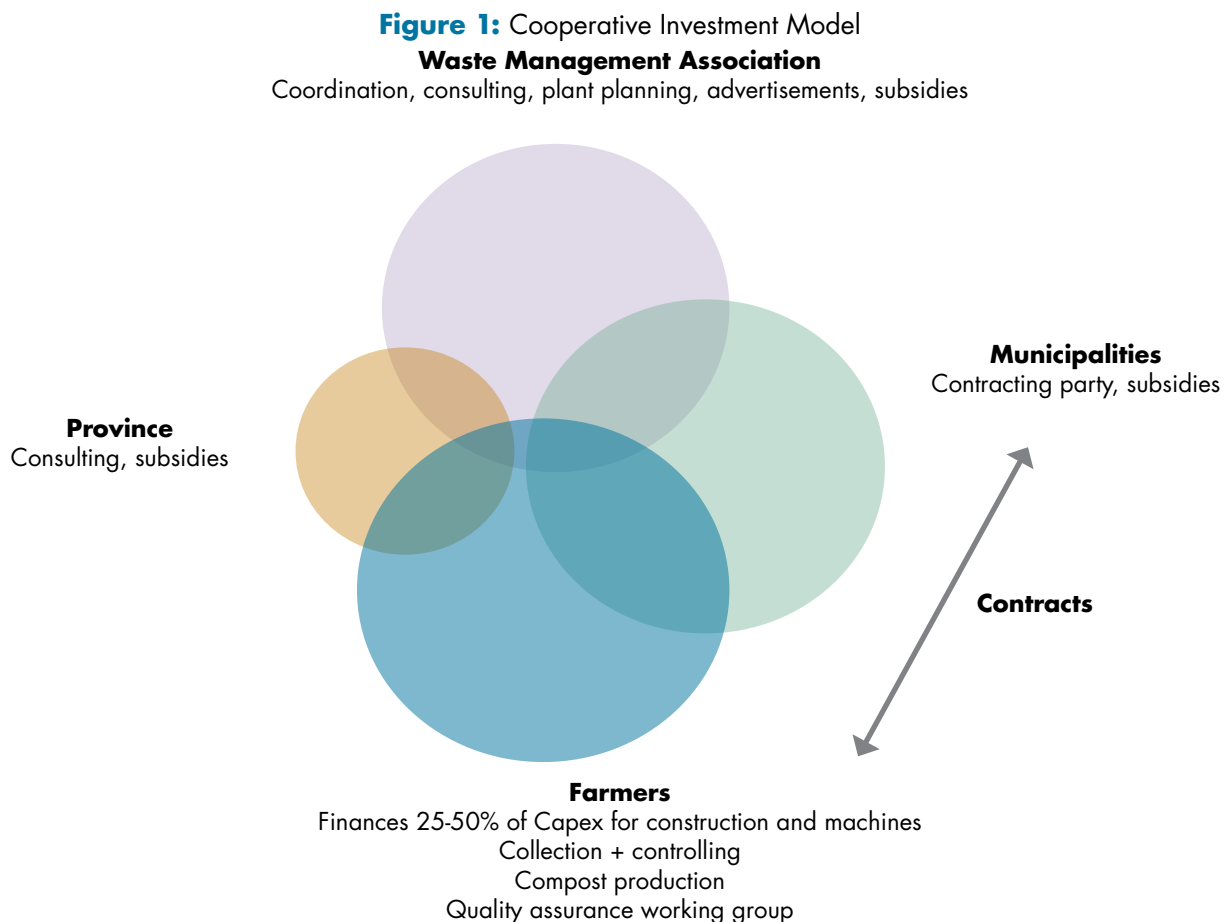 Figure 1: Cooperative Investment Model
Waste Management Association
Coordination, consulting, plant planning, advertisements, subsidies
Municipalities
Contracting party, subsidies
Province
Consulting, subsidies
Contracts
Farmers
Finances 25-50% of Capex for construction and machines
Collection + controlling
Compost production
Quality assurance working group